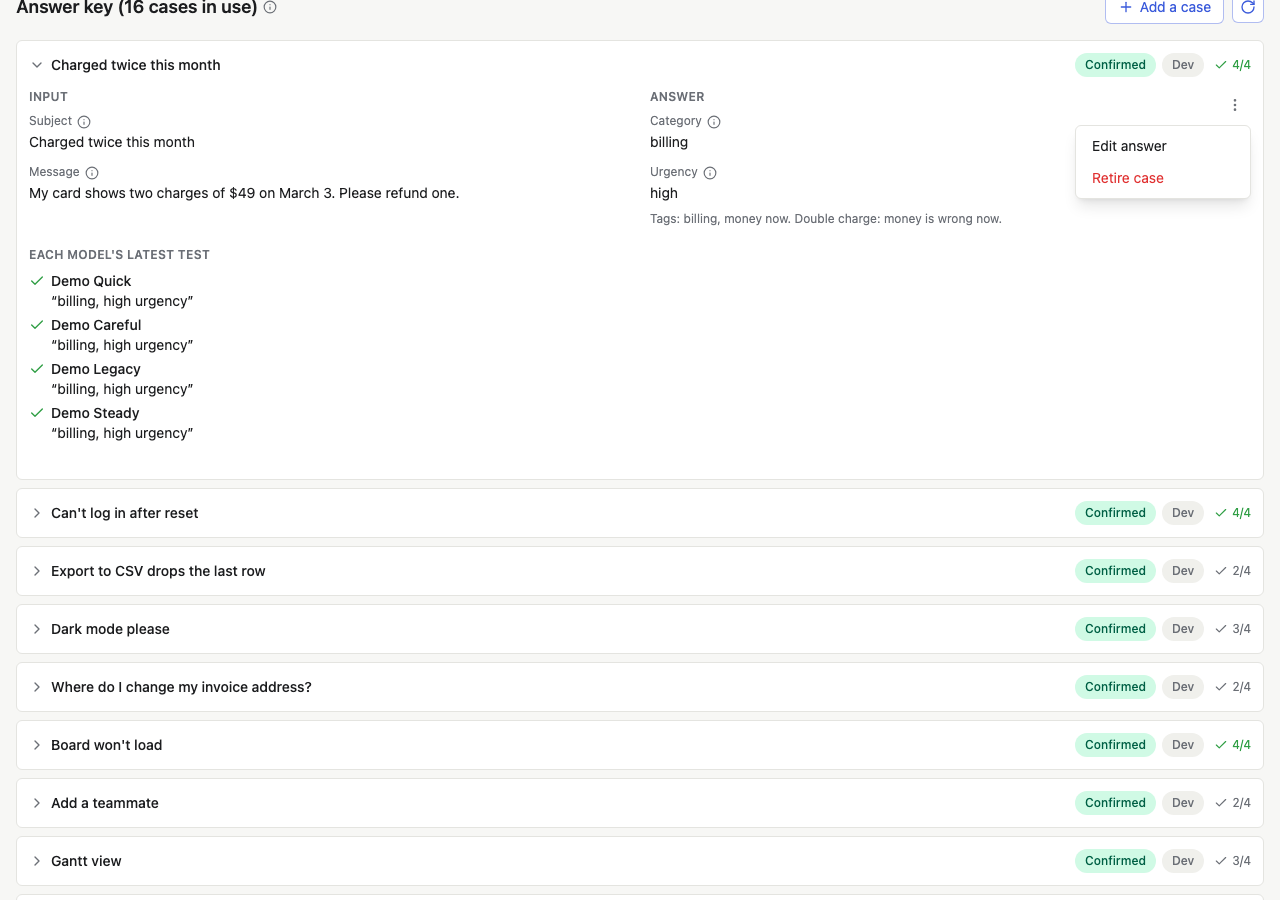 Answer key (16 cases in use)
Add a case
Charged twice this month
Confirmed
Dev
4/4
INPUT
Subject
Charged twice this month
Message
My card shows two charges of $49 on March 3. Please refund one.
ANSWER
Category
billing
Urgency
high
Tags: billing, money now. Double charge: money is wrong now.
Edit answer
Retire case
EACH MODEL'S LATEST TEST
Demo Quick
“billing, high urgency”
Demo Careful
“billing, high urgency”
Demo Legacy
“billing, high urgency”
Demo Steady
“billing, high urgency”
Can't log in after reset
Confirmed
Dev
4/4
Export to CSV drops the last row
Confirmed
Dev
2/4
Dark mode please
Confirmed
Dev
3/4
Where do I change my invoice address?
Confirmed
Dev
2/4
Board won't load
Confirmed
Dev
4/4
Add a teammate
Confirmed
Dev
2/4
Gantt view
Confirmed
Dev
3/4